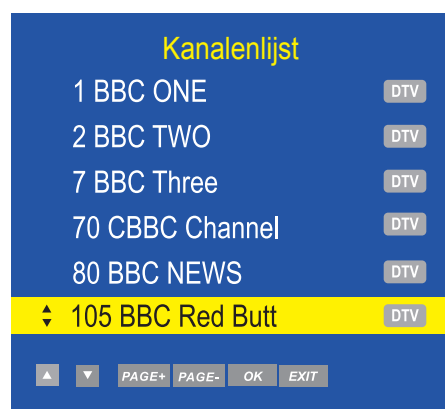 Kanalenlijst
1 BBC ONE DTV
2 BBC TWO DTV
7 BBC Three DTV
70 CBBC Channel DTV
80 BBC NEWS DTV
105 BBC Red Butt DTV
PAGE+ PAGE- OK EXIT